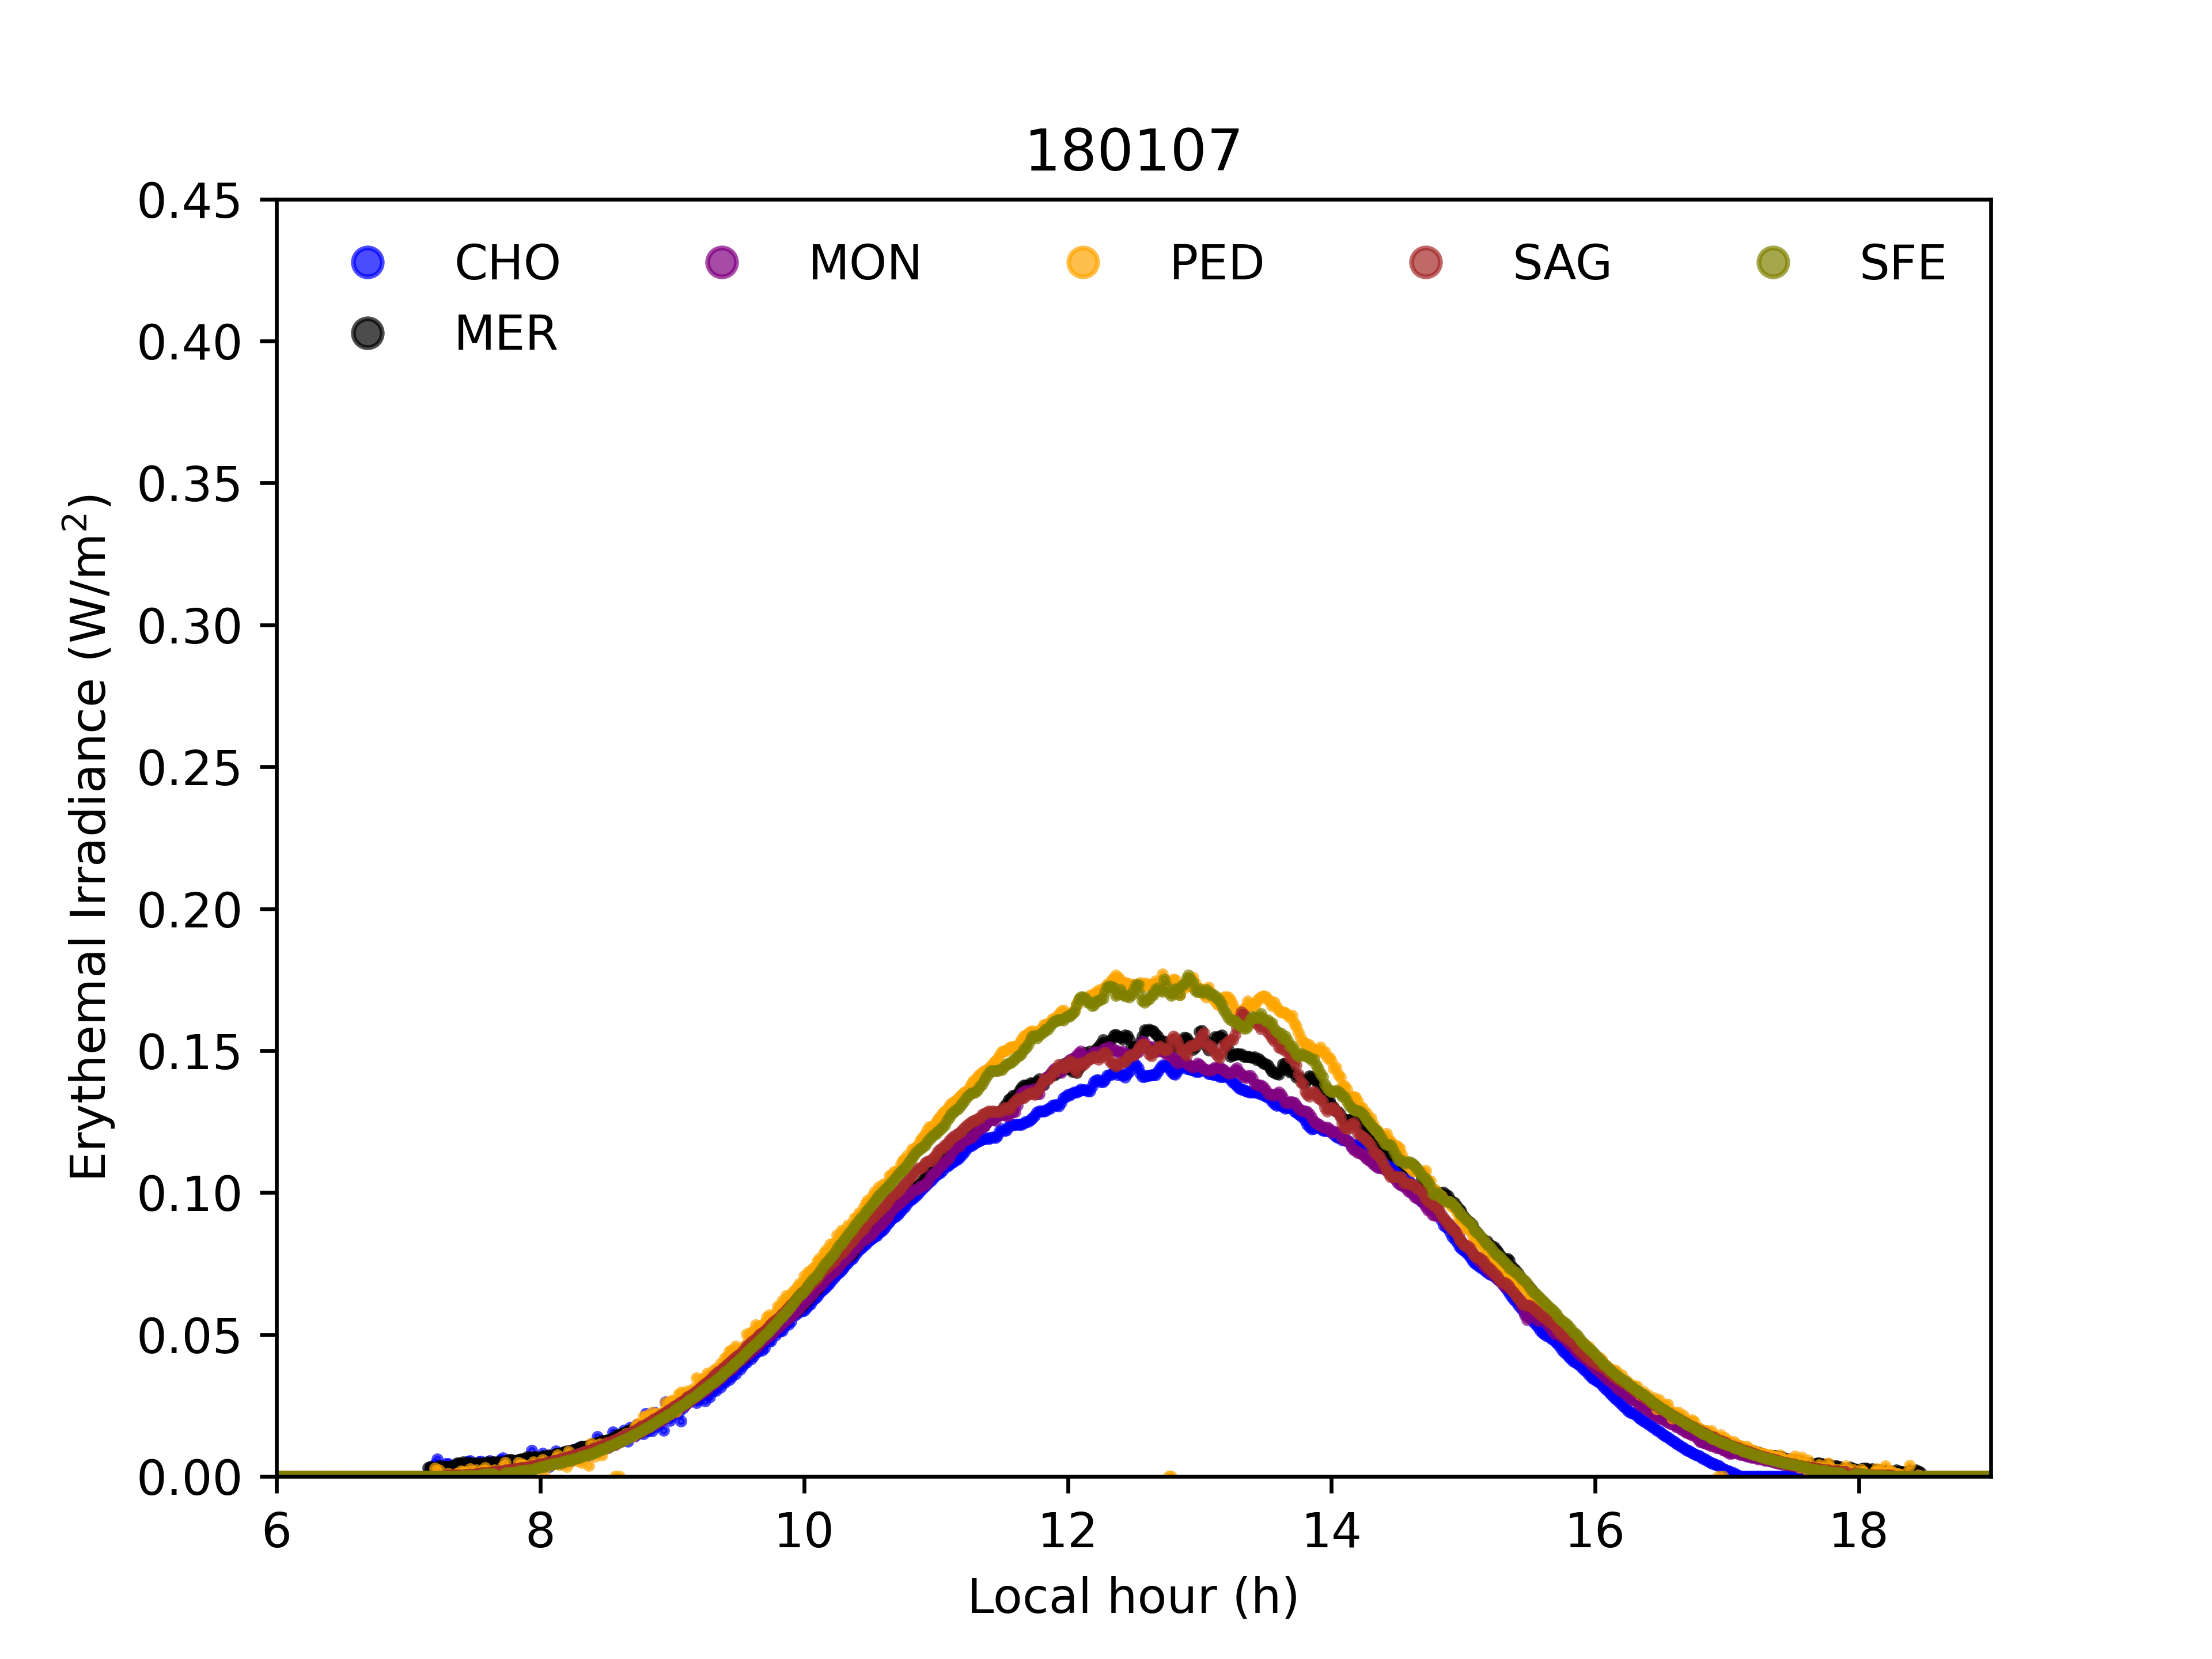 180107
CHO MON PED SAG SFE
MER
0.45
0.40
0.35
0.30
0.25
0.20
0.15
0.10
0.05
0.00
Erythemal Irradiance (W/m²)
6 8 10 12 14 16 18
Local hour (h)